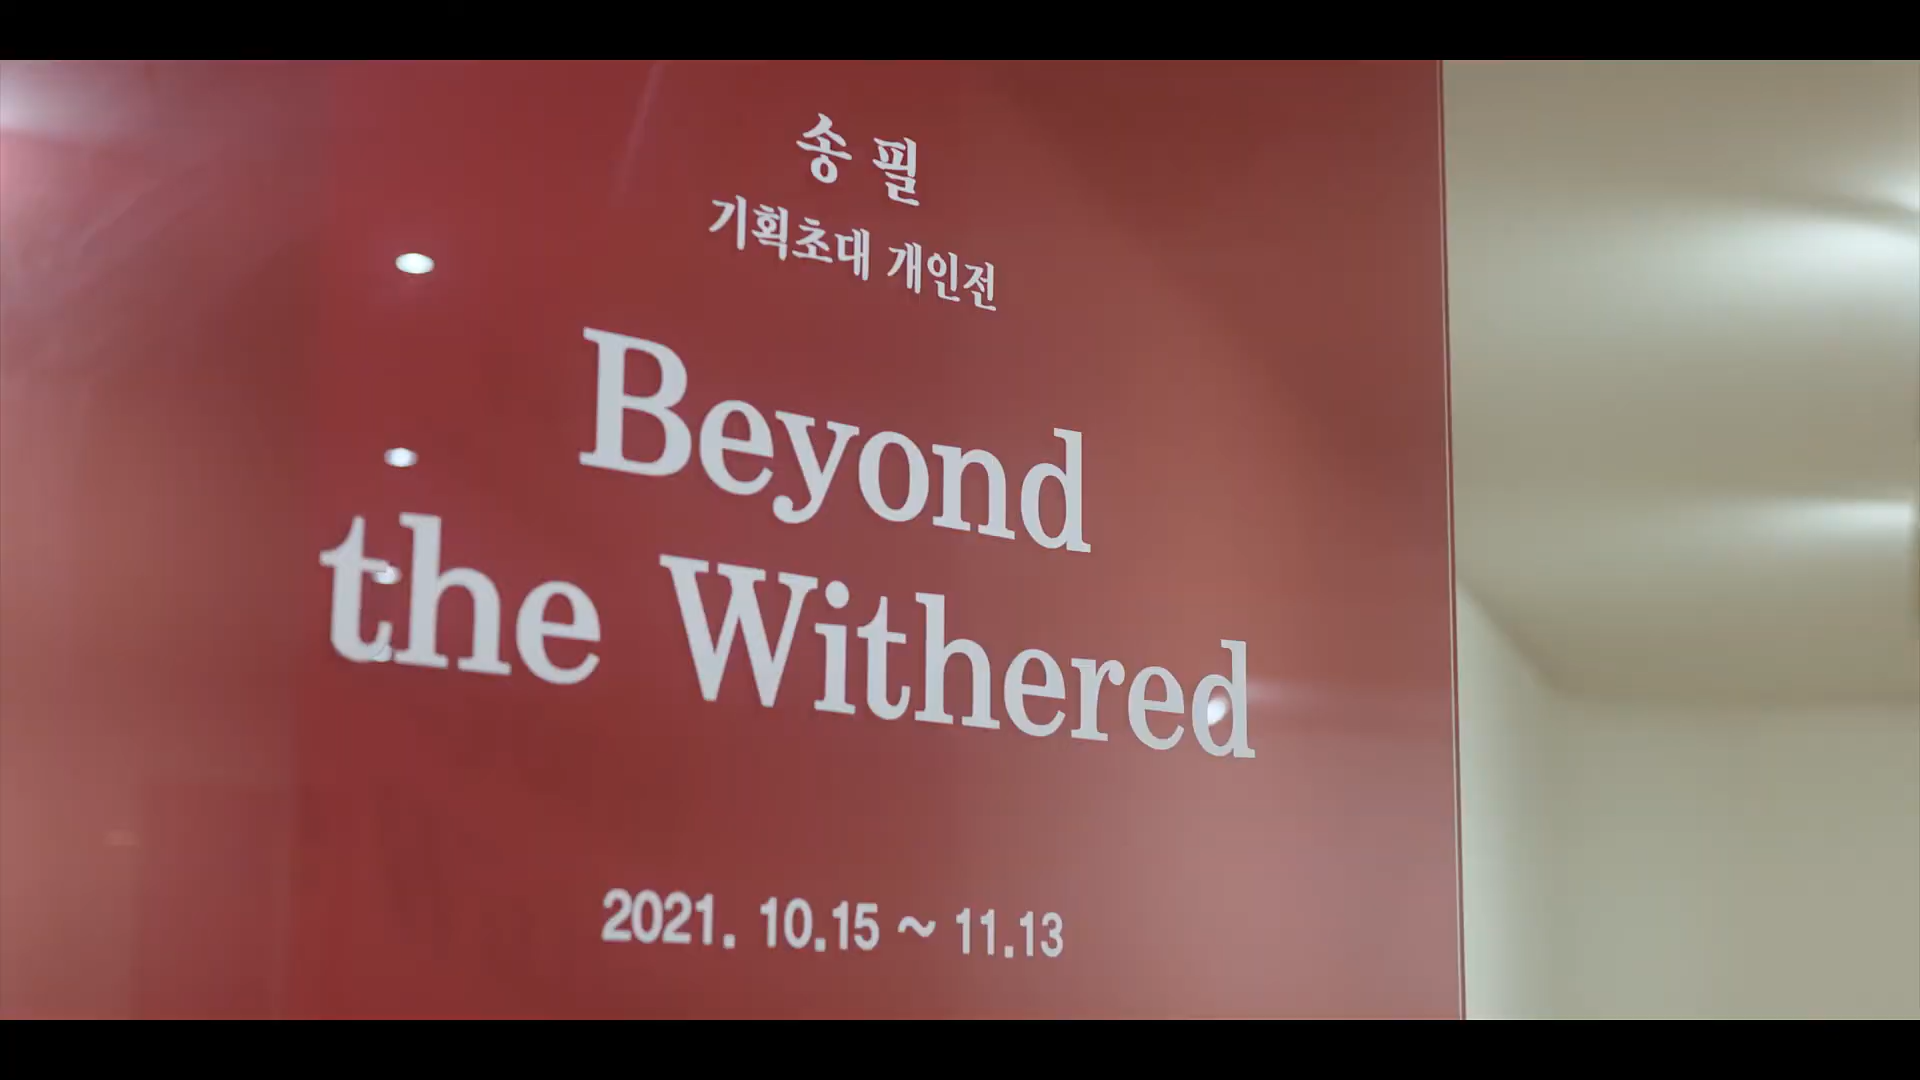 송 필
기획초대 개인전
Beyond
the Withered
2021. 10.15 ~ 11.13